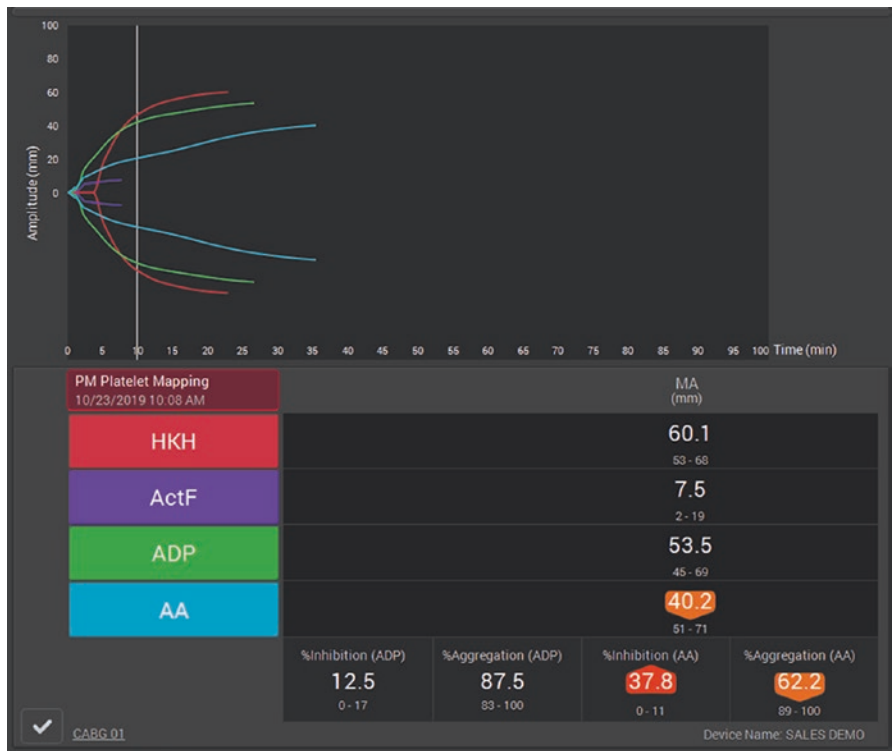 100
80
60
40
20
0
Amplitude (mm)
0 5 10 15 20 25 30 35 40 45 50 55 60 65 70 75 80 85 90 95 100 Time (min)
PM Platelet Mapping
10/23/2019 10:08 AM
MA
(mm)
HKH
60.1
53 - 68
ActF
7.5
2 - 19
ADP
53.5
45 - 69
AA
40.2
51 - 71
%Inhibition (ADP) %Aggregation (ADP) %Inhibition (AA) %Aggregation (AA)
12.5 87.5 37.8 62.2
0 - 17 83 - 100 0 - 11 89 - 100
CABG 01 Device Name: SALES DEMO